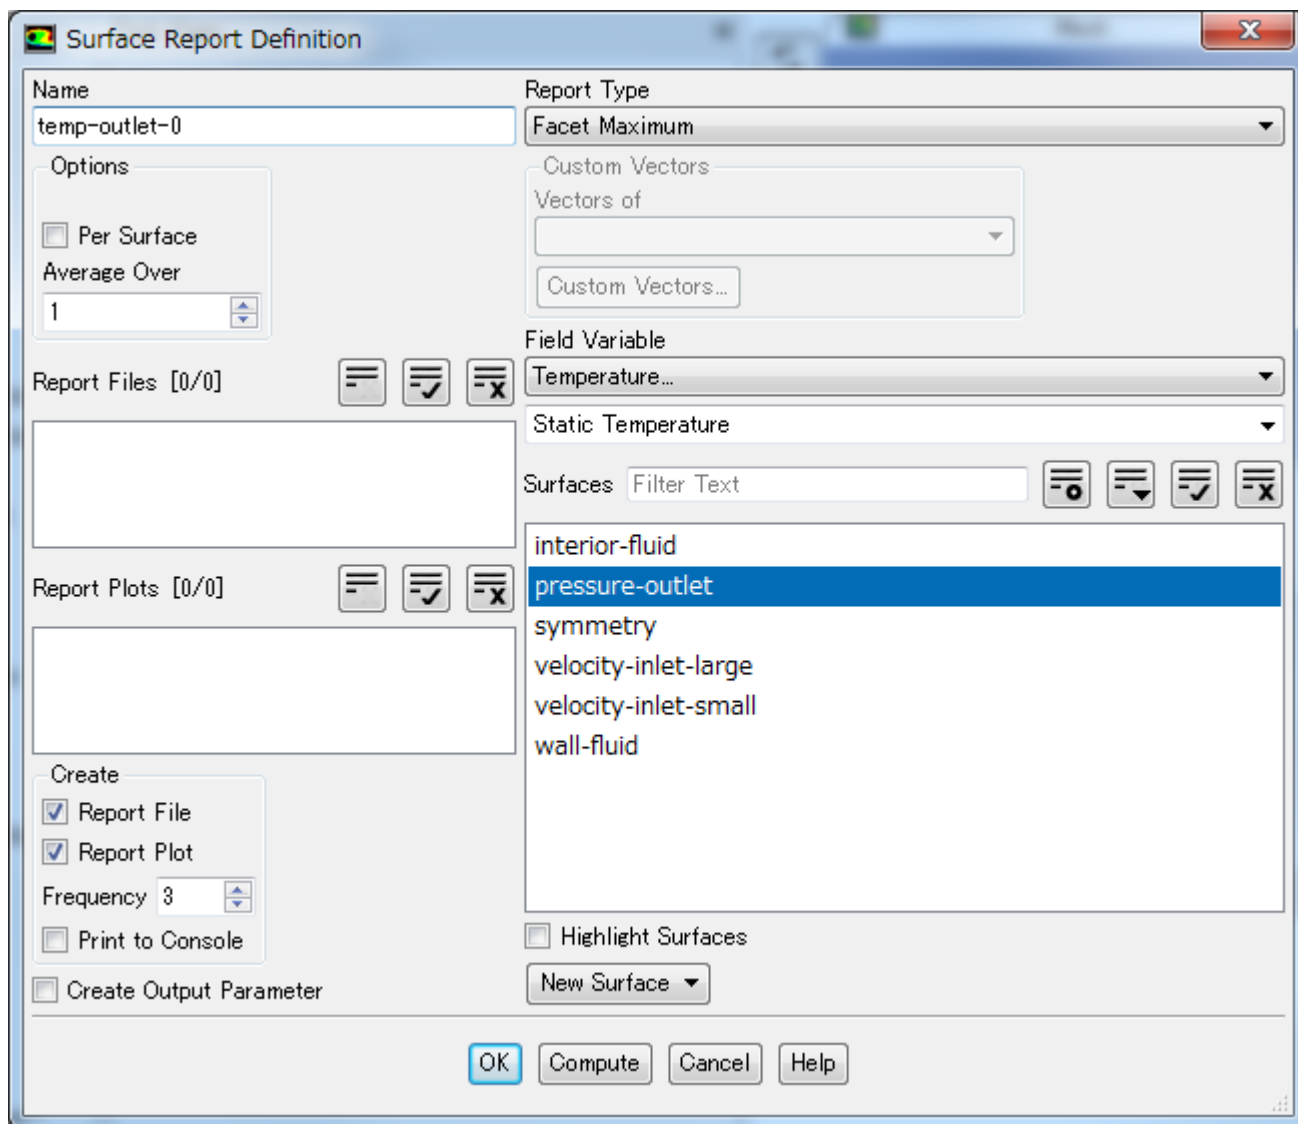 Surface Report Definition
Name
temp-outlet-0
Options
Per Surface
Average Over
1
Report Files [0/0]
Report Plots [0/0]
Create
Report File
Report Plot
Frequency 3
Print to Console
Create Output Parameter
Report Type
Facet Maximum
Custom Vectors
Vectors of
Custom Vectors...
Field Variable
Temperature...
Static Temperature
Surfaces Filter Text
interior-fluid
pressure-outlet
symmetry
velocity-inlet-large
velocity-inlet-small
wall-fluid
Highlight Surfaces
New Surface
OK Compute Cancel Help